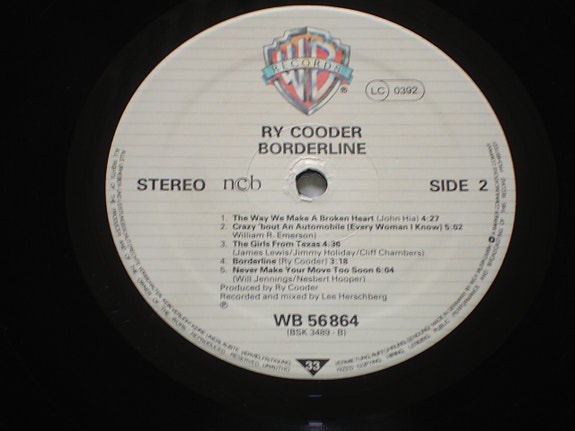 WB
RECORDS
®
LC 0392
RY COODER
BORDERLINE
STEREO ncb SIDE 2
1. The Way We Make A Broken Heart (John Hia) 4:27
2. Crazy 'bout An Automobile (Every Woman I Know) 5:02
William R. Emerson)
3. The Girls From Texas 4:36
(James Lewis/Jimmy Holiday/Cliff Chambers)
4. Borderline (Ry Cooder) 3:18
5. Never Make Your Move Too Soon 6:04
(Will Jennings/Nesbert Hooper)
Produced by Ry Cooder
Recorded and mixed by Lee Herschberg
℗
WB 56 864
(BSK 3489 - B)
33